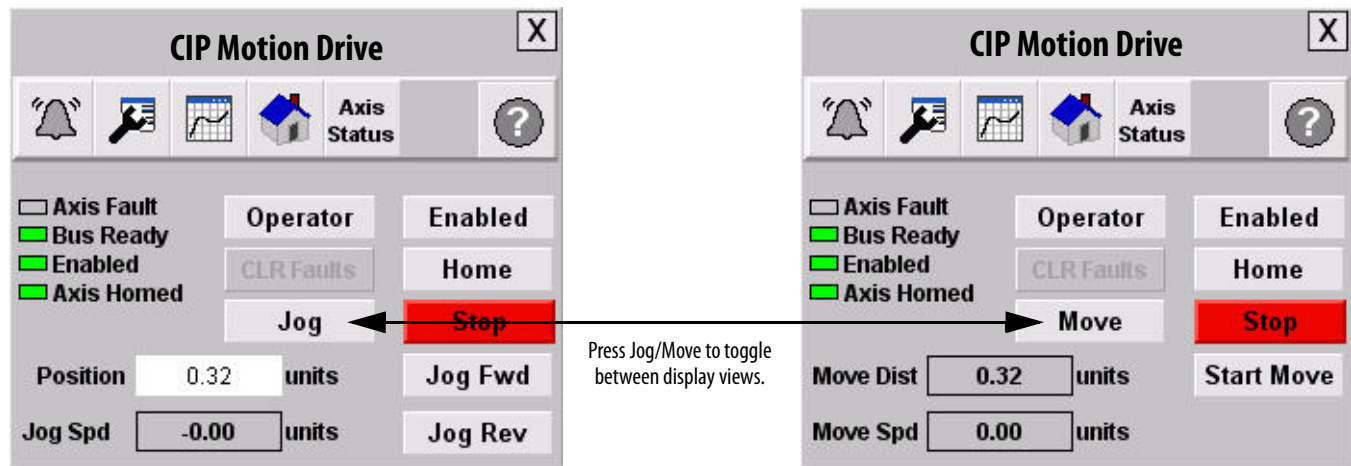 CIP Motion Drive
X
Axis
Status
?
Axis Fault
Bus Ready
Enabled
Axis Homed
Operator
CLR Faults
Jog
Enabled
Home
Stop
Position 0.32 units
Jog Fwd
Jog Spd -0.00 units
Jog Rev
Press Jog/Move to toggle
between display views.
CIP Motion Drive
X
Axis
Status
?
Axis Fault
Bus Ready
Enabled
Axis Homed
Operator
CLR Faults
Move
Enabled
Home
Stop
Move Dist 0.32 units
Start Move
Move Spd 0.00 units